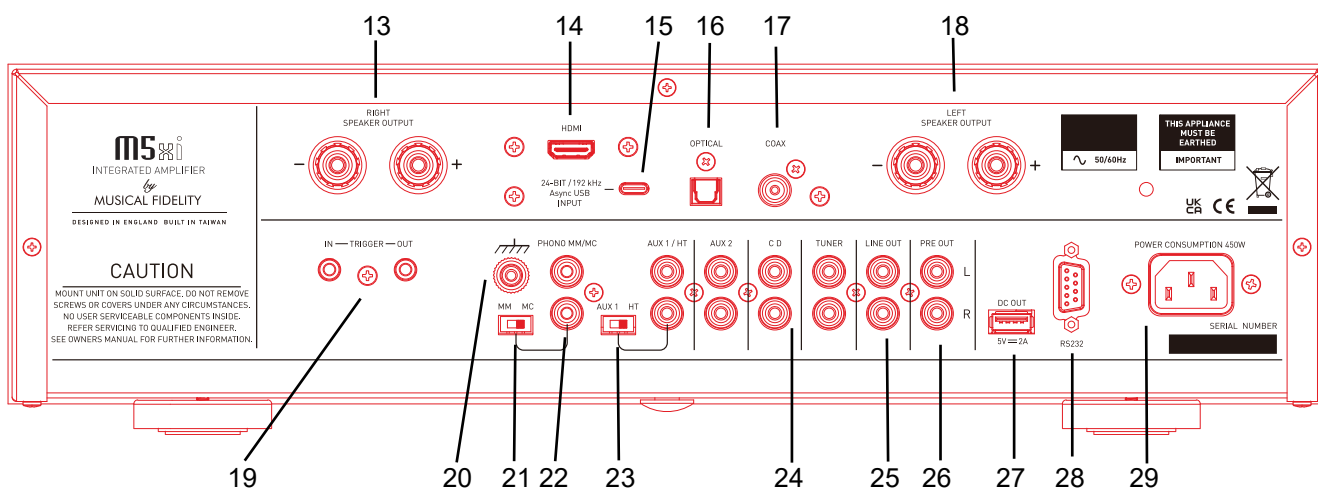 13 14 15 16 17 18
RIGHT
SPEAKER OUTPUT
HDMI
OPTICAL
COAX
LEFT
SPEAKER OUTPUT
THIS APPLIANCE
MUST BE
EARTHED
IMPORTANT
50/60Hz
M5xi
INTEGRATED AMPLIFIER
by
MUSICAL FIDELITY
DESIGNED IN ENGLAND BUILT IN TAIWAN
− +
24-BIT / 192 kHz
Async USB
INPUT
− +
UK
CA CE
IN — TRIGGER — OUT
PHONO MM/MC
AUX 1 / HT
AUX 2
C D
TUNER
LINE OUT
PRE OUT
POWER CONSUMPTION 450W
L
R
CAUTION
MOUNT UNIT ON SOLID SURFACE. DO NOT REMOVE
SCREWS OR COVERS UNDER ANY CIRCUMSTANCES.
NO USER SERVICEABLE COMPONENTS INSIDE.
REFER SERVICING TO QUALIFIED ENGINEER.
SEE OWNERS MANUAL FOR FURTHER INFORMATION.
MM MC
AUX 1 HT
DC OUT
5V 2A
RS232
SERIAL NUMBER
19 20 21 22 23 24 25 26 27 28 29